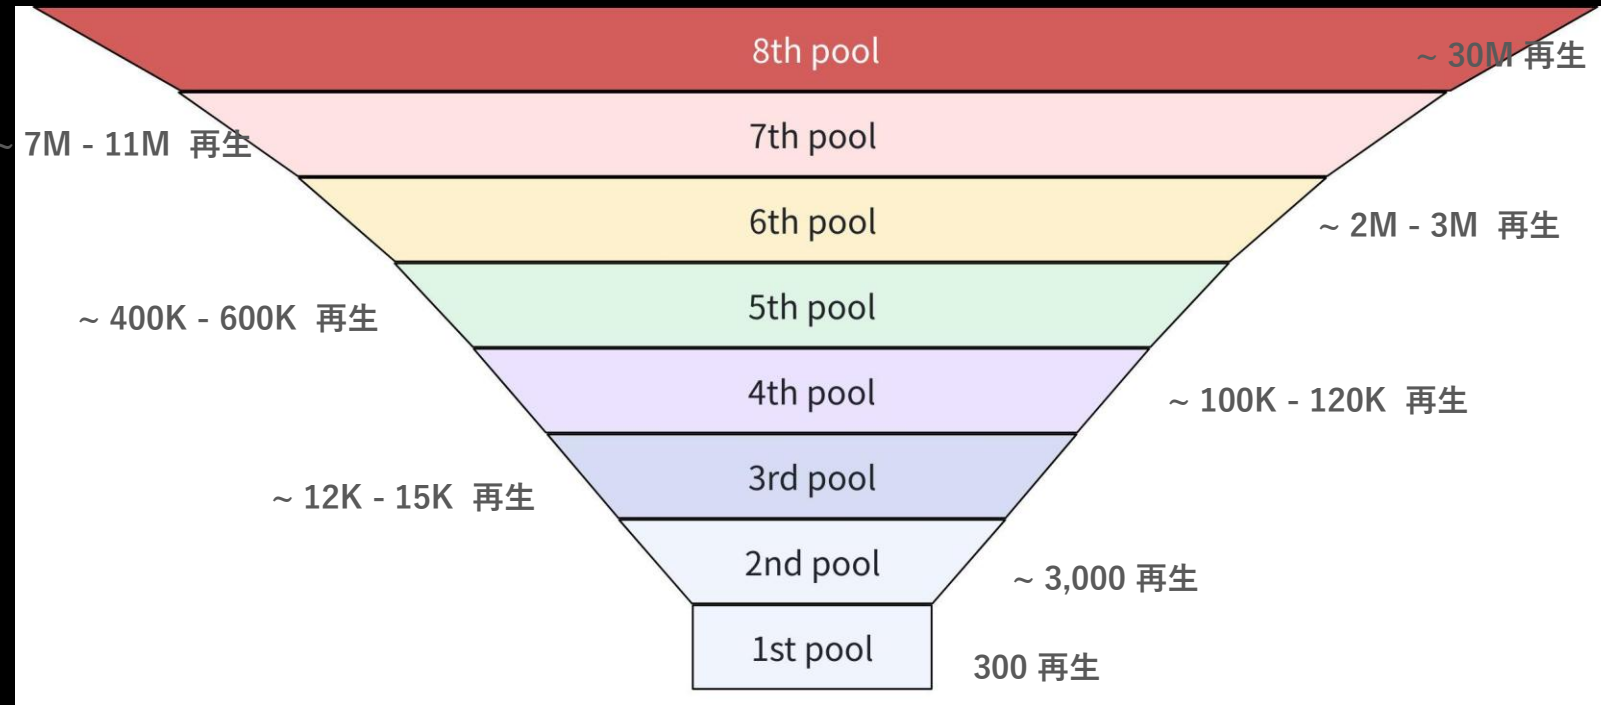 8th pool
~ 30M 再生
7th pool
~ 7M - 11M 再生
6th pool
~ 2M - 3M 再生
5th pool
~ 400K - 600K 再生
4th pool
~ 100K - 120K 再生
3rd pool
~ 12K - 15K 再生
2nd pool
~ 3,000 再生
1st pool
300 再生